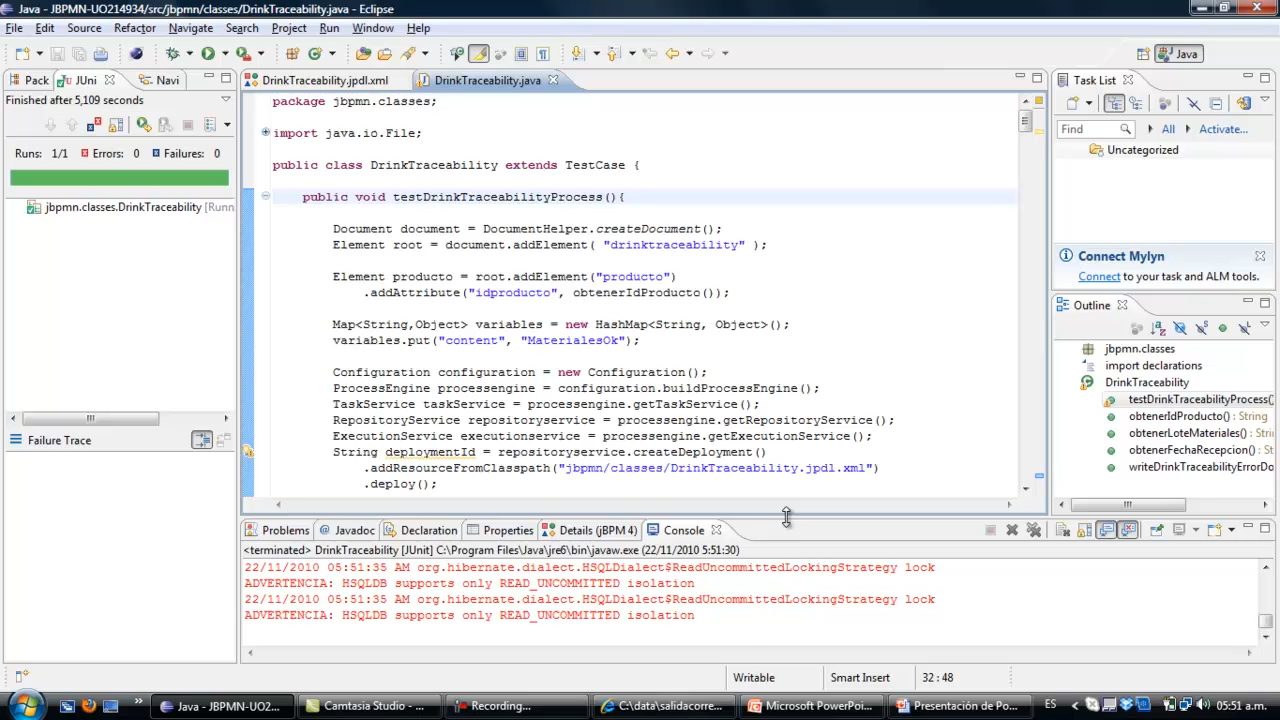 Java - JBPMN-UO214934/src/jbpmn/classes/DrinkTraceability.java - Eclipse
File Edit Source Refactor Navigate Search Project Run Window Help
Java
Pack JUni Navi
Finished after 5,109 seconds
Runs: 1/1 Errors: 0 Failures: 0
jbpmn.classes.DrinkTraceability [Runn
Failure Trace
DrinkTraceability.jpdl.xml DrinkTraceability.java
package jbpmn.classes;
import java.io.File;
public class DrinkTraceability extends TestCase {
public void testDrinkTraceabilityProcess(){
Document document = DocumentHelper.createDocument();
Element root = document.addElement( "drinktraceability" );
Element producto = root.addElement("producto")
.addAttribute("idproducto", obtenerIdProducto());
Map<String,Object> variables = new HashMap<String, Object>();
variables.put("content", "MaterialesOk");
Configuration configuration = new Configuration();
ProcessEngine processengine = configuration.buildProcessEngine();
TaskService taskService = processengine.getTaskService();
RepositoryService repositoryservice = processengine.getRepositoryService();
ExecutionService executionservice = processengine.getExecutionService();
String deploymentId = repositoryservice.createDeployment()
.addResourceFromClasspath("jbpmn/classes/DrinkTraceability.jpdl.xml")
.deploy();
Task List
Find All Activate...
Uncategorized
Connect Mylyn
Connect to your task and ALM tools.
Outline
jbpmn.classes
import declarations
DrinkTraceability
testDrinkTraceabilityProcess()
obtenerIdProducto() : String
obtenerLoteMateriales() : String
obtenerFechaRecepcion() : String
writeDrinkTraceabilityErrorDo
Problems Javadoc Declaration Properties Details (jBPM 4) Console
<terminated> DrinkTraceability [JUnit] C:\Program Files\Java\jre6\bin\javaw.exe (22/11/2010 5:51:30)
22/11/2010 05:51:35 AM org.hibernate.dialect.HSQLDialect$ReadUncommittedLockingStrategy lock
ADVERTENCIA: HSQLDB supports only READ_UNCOMMITTED isolation
22/11/2010 05:51:35 AM org.hibernate.dialect.HSQLDialect$ReadUncommittedLockingStrategy lock
ADVERTENCIA: HSQLDB supports only READ_UNCOMMITTED isolation
Writable Smart Insert 32 : 48
Java - JBPMN-UO2... Camtasia Studio - ... Recording... C:\data\salidacorre... Microsoft PowerPoi... Presentación de Po... ES 05:51 a.m.